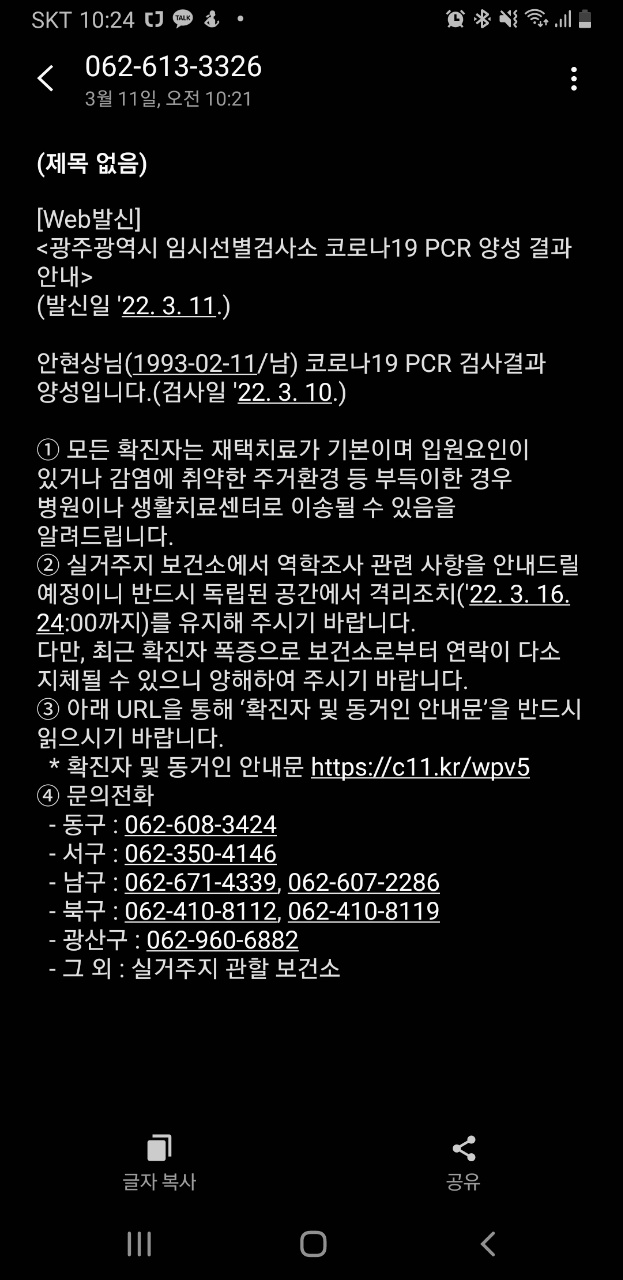 SKT 10:24 TALK
062-613-3326
3월 11일, 오전 10:21
(제목 없음)
[Web발신]
<광주광역시 임시선별검사소 코로나19 PCR 양성 결과
안내>
(발신일 '22. 3. 11.)
안현상님(1993-02-11/남) 코로나19 PCR 검사결과
양성입니다.(검사일 '22. 3. 10.)
① 모든 확진자는 재택치료가 기본이며 입원요인이
있거나 감염에 취약한 주거환경 등 부득이한 경우
병원이나 생활치료센터로 이송될 수 있음을
알려드립니다.
② 실거주지 보건소에서 역학조사 관련 사항을 안내드릴
예정이니 반드시 독립된 공간에서 격리조치('22. 3. 16.
24:00까지)를 유지해 주시기 바랍니다.
다만, 최근 확진자 폭증으로 보건소로부터 연락이 다소
지체될 수 있으니 양해하여 주시기 바랍니다.
③ 아래 URL을 통해 ‘확진자 및 동거인 안내문’을 반드시
읽으시기 바랍니다.
* 확진자 및 동거인 안내문 https://c11.kr/wpv5
④ 문의전화
- 동구 : 062-608-3424
- 서구 : 062-350-4146
- 남구 : 062-671-4339, 062-607-2286
- 북구 : 062-410-8112, 062-410-8119
- 광산구 : 062-960-6882
- 그 외 : 실거주지 관할 보건소
글자 복사
공유